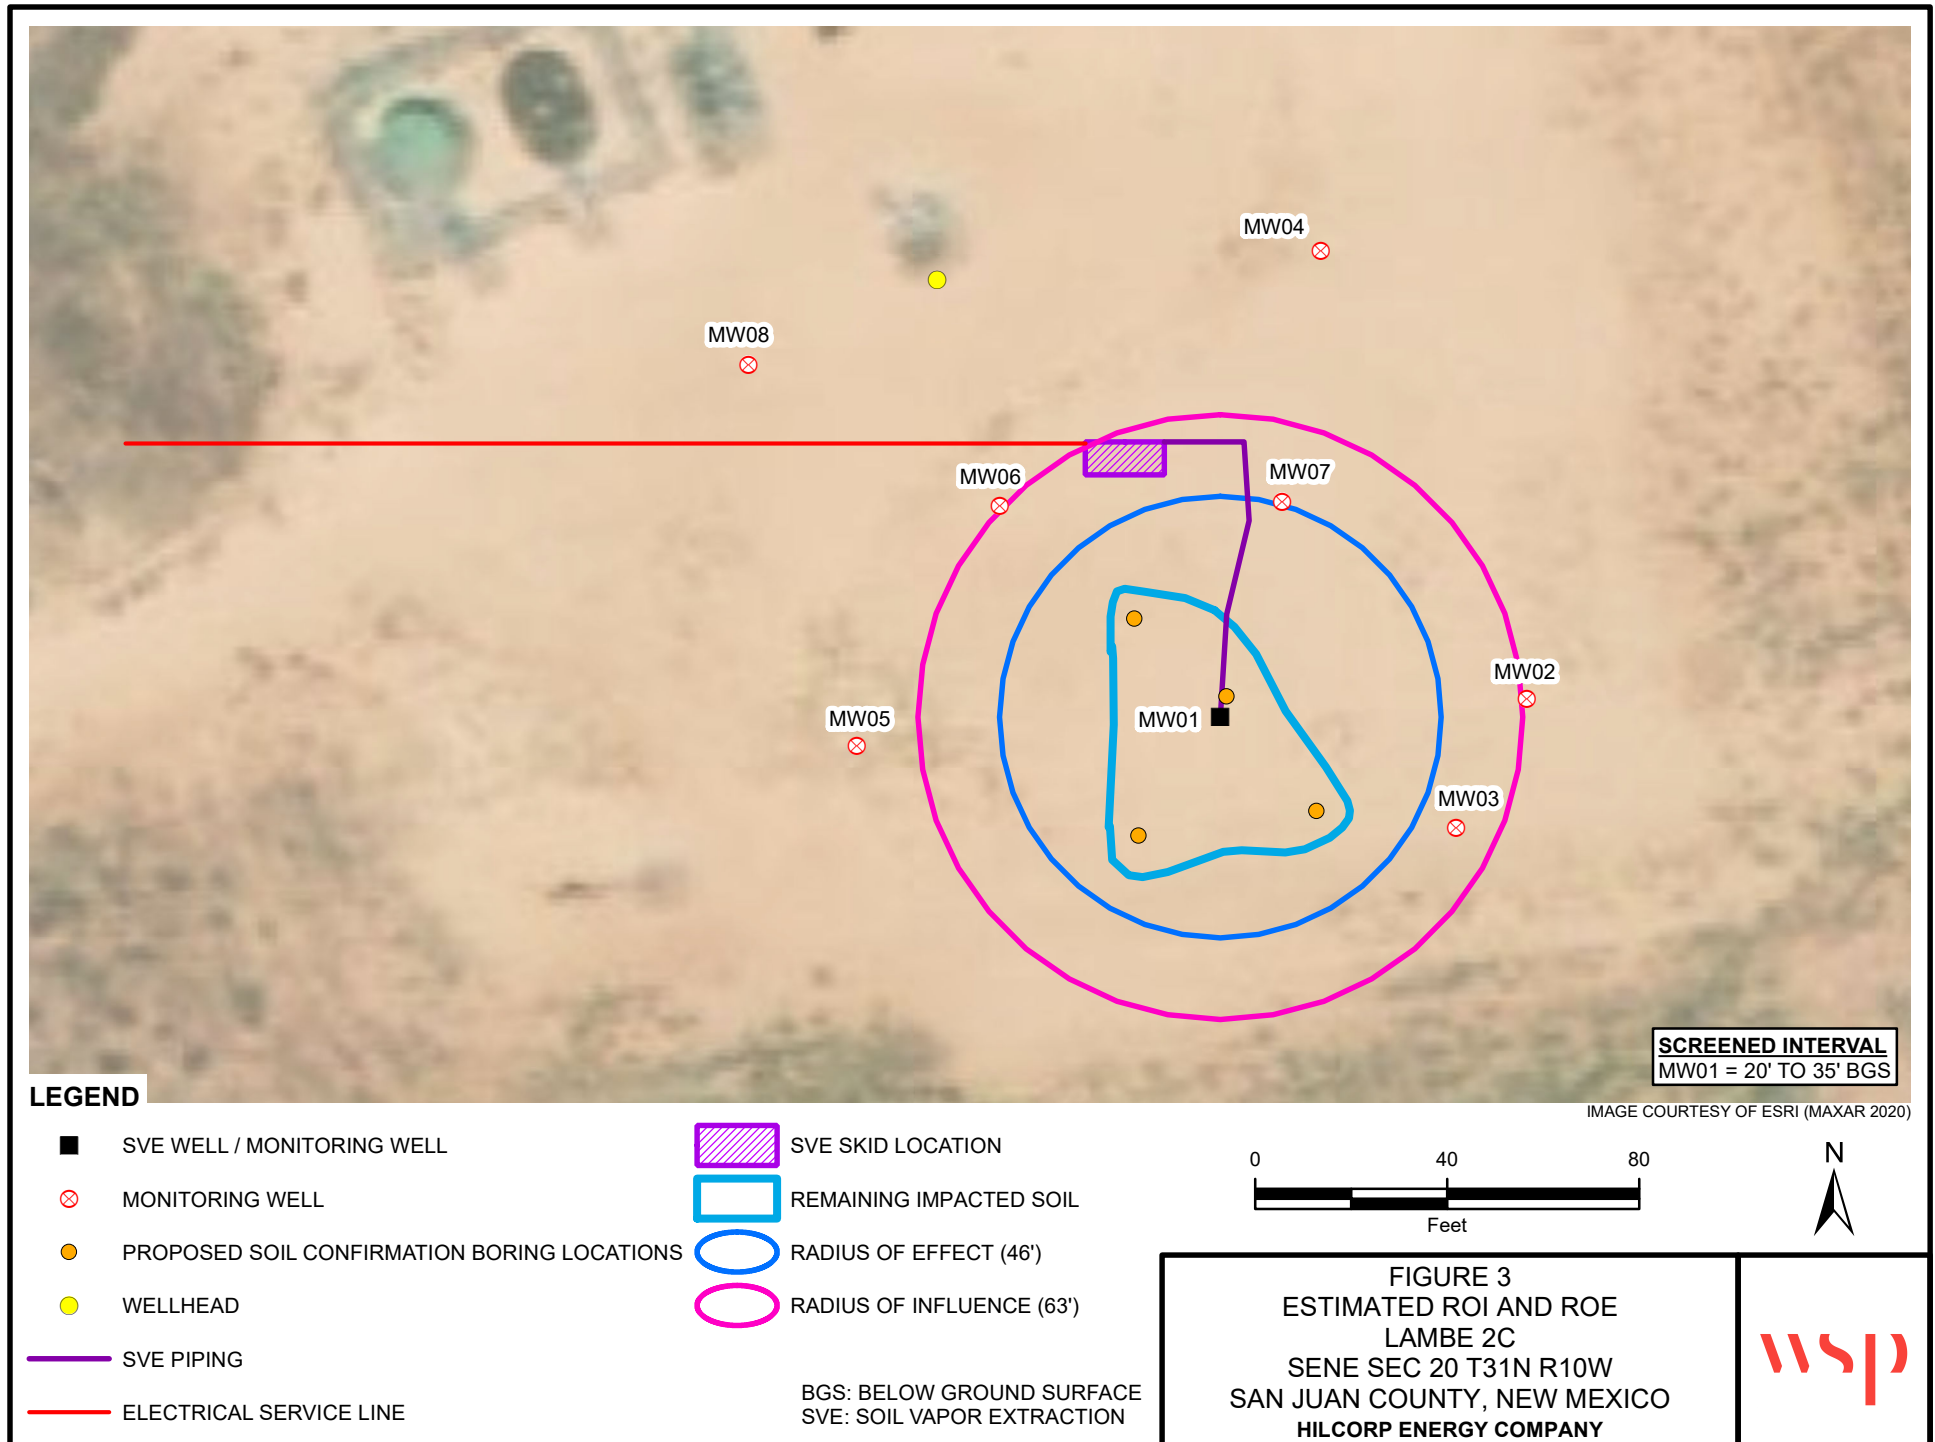 MW04
MW08
MW06
MW07
MW02
MW05
MW01
MW03
SCREENED INTERVAL
MW01 = 20' TO 35' BGS
IMAGE COURTESY OF ESRI (MAXAR 2020)
LEGEND
SVE WELL / MONITORING WELL
MONITORING WELL
PROPOSED SOIL CONFIRMATION BORING LOCATIONS
WELLHEAD
SVE PIPING
ELECTRICAL SERVICE LINE
SVE SKID LOCATION
REMAINING IMPACTED SOIL
RADIUS OF EFFECT (46')
RADIUS OF INFLUENCE (63')
BGS: BELOW GROUND SURFACE
SVE: SOIL VAPOR EXTRACTION
0 40 80
Feet
N
FIGURE 3
ESTIMATED ROI AND ROE
LAMBE 2C
SENE SEC 20 T31N R10W
SAN JUAN COUNTY, NEW MEXICO
HILCORP ENERGY COMPANY
wsp